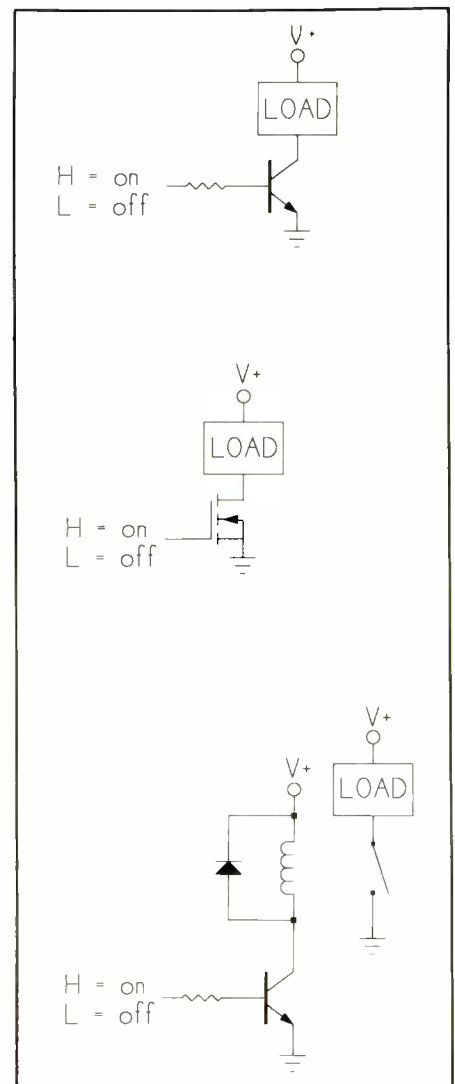 V+
LOAD
H = on
L = off
V+
LOAD
H = on
L = off
V+
LOAD
V+
H = on
L = off